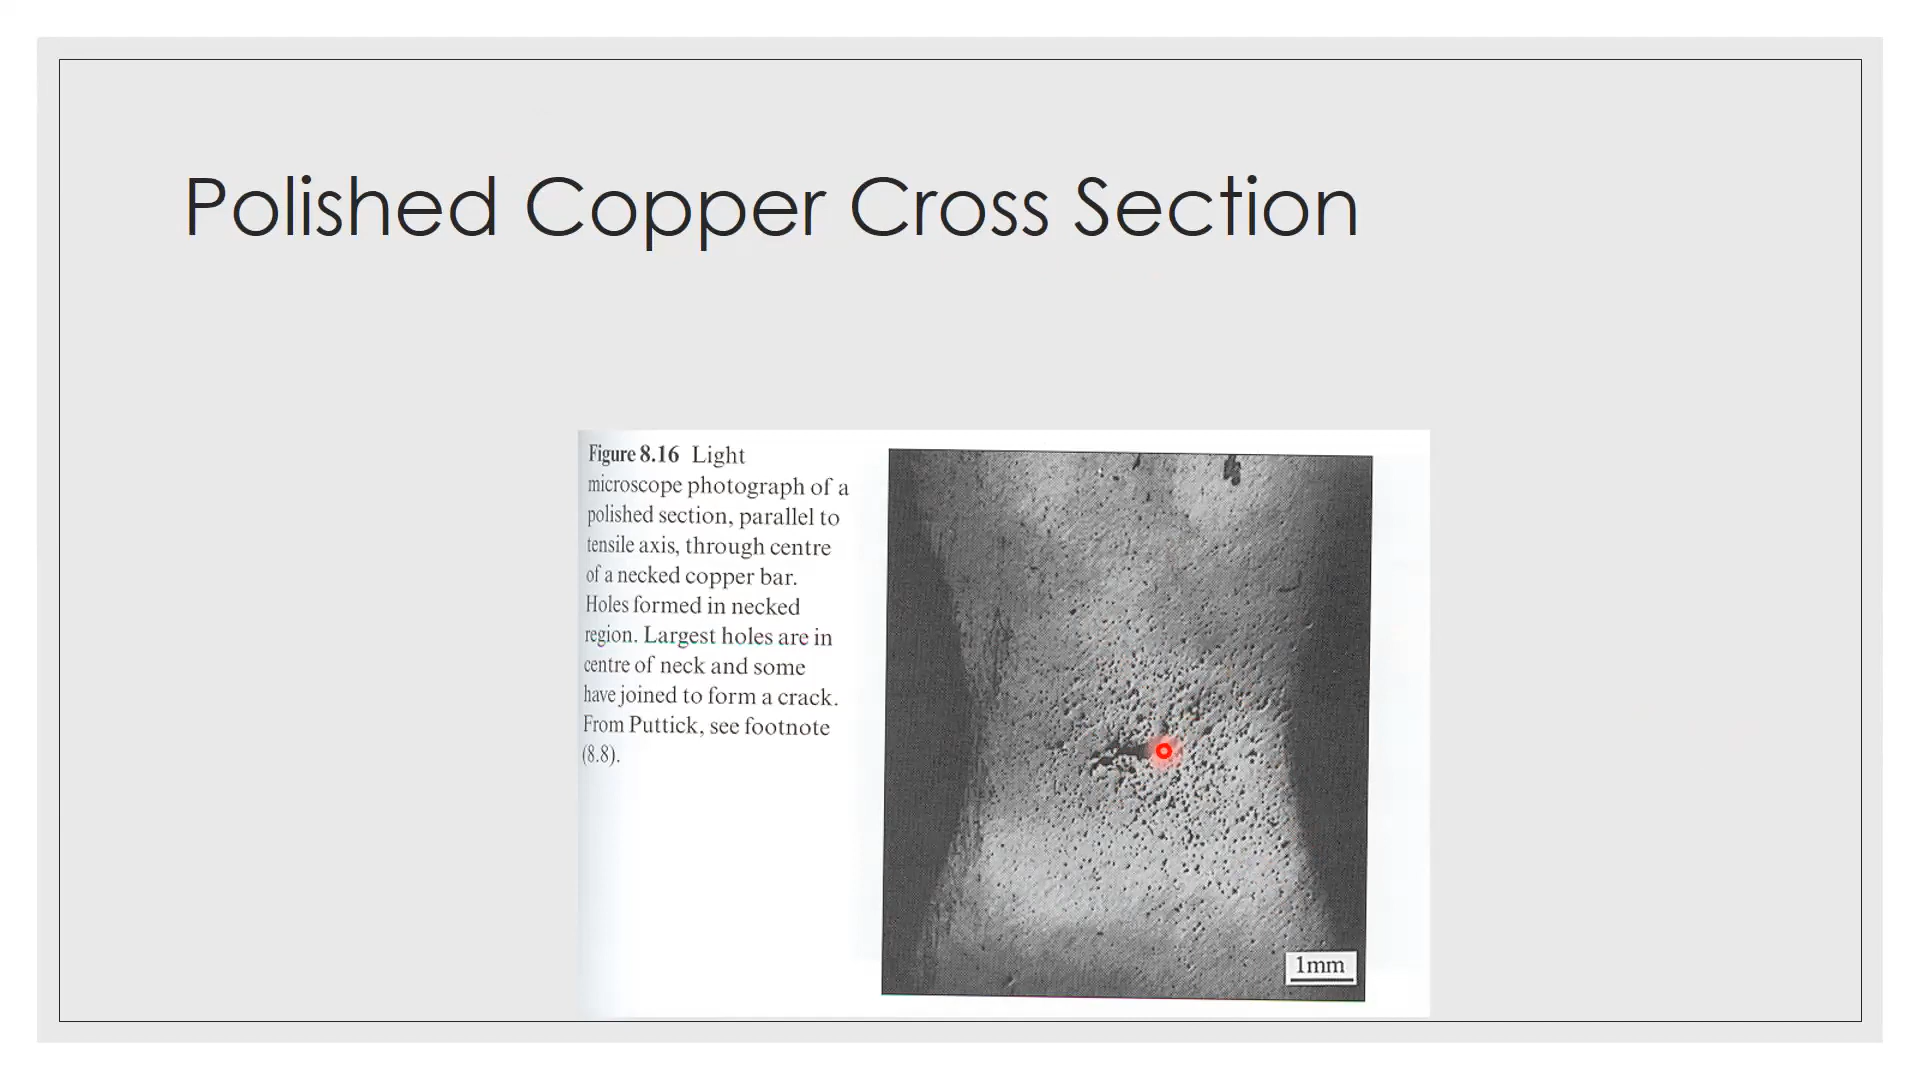 Polished Copper Cross Section
Figure 8.16 Light
microscope photograph of a
polished section, parallel to
tensile axis, through centre
of a necked copper bar.
Holes formed in necked
region. Largest holes are in
centre of neck and some
have joined to form a crack.
From Puttick, see footnote
(8.8).
1mm